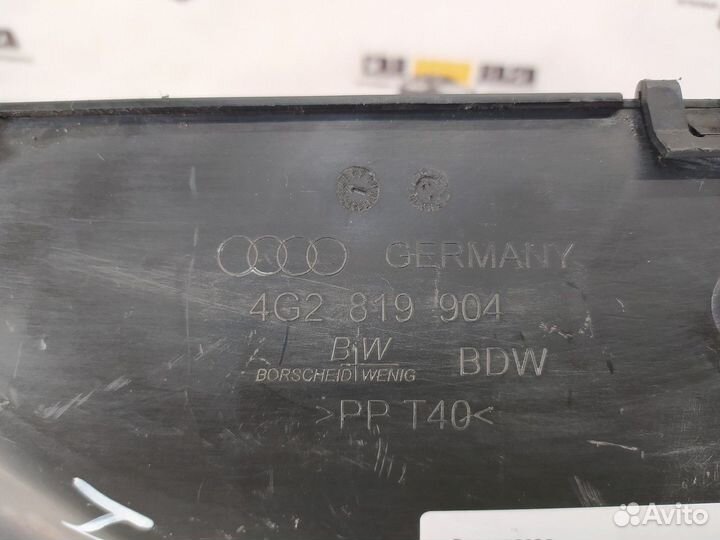 GERMANY
4G2 819 904
BW BDW
BORSCHEID WENIG
>PP T40<
Avito